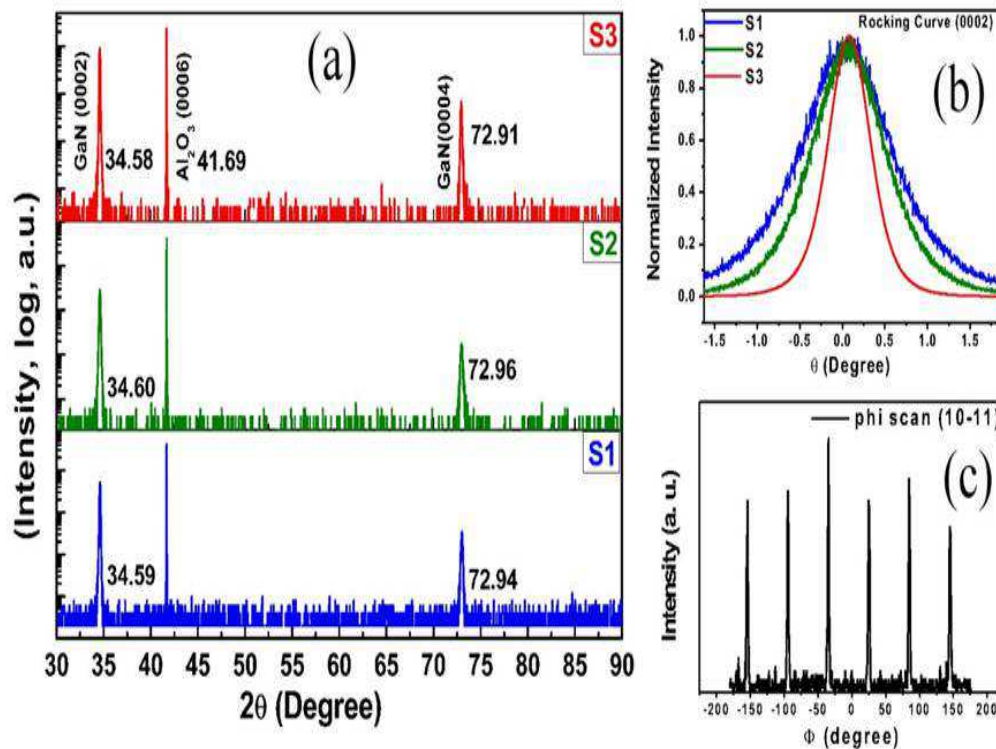 (a)
S3
GaN (0002)
34.58
Al2O3 (0006)
41.69
GaN(0004)
72.91
S2
34.60
72.96
S1
34.59
72.94
(Intensity, log, a.u.)
30 35 40 45 50 55 60 65 70 75 80 85 90
2θ (Degree)
S1
S2
S3
Rocking Curve (0002)
(b)
Normalized Intensity
1.0
0.8
0.6
0.4
0.2
0.0
-1.5 -1.0 -0.5 0.0 0.5 1.0 1.5
θ (Degree)
phi scan (10-11)
(c)
Intensity (a. u.)
-200 -150 -100 -50 0 50 100 150 200
Φ (degree)